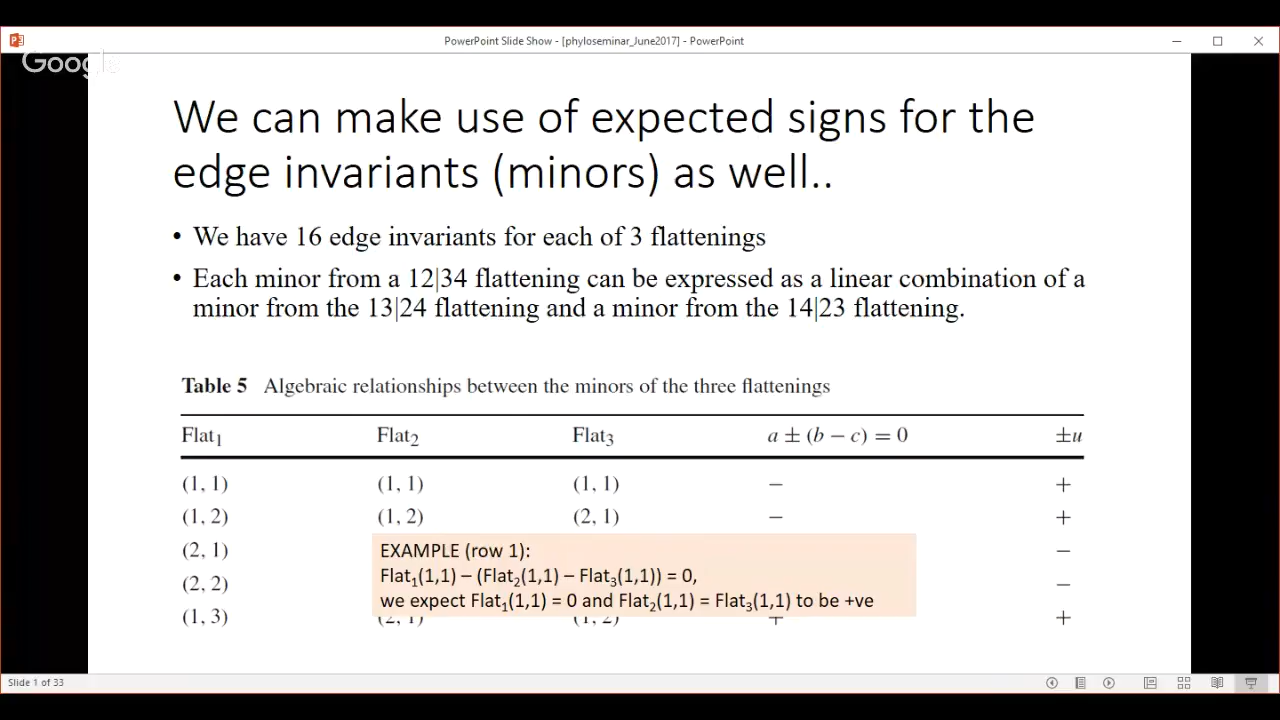 PowerPoint Slide Show - [phyloseminar_June2017] - PowerPoint
Google
We can make use of expected signs for the
edge invariants (minors) as well..
• We have 16 edge invariants for each of 3 flattenings
• Each minor from a 12|34 flattening can be expressed as a linear combination of a
minor from the 13|24 flattening and a minor from the 14|23 flattening.
Table 5 Algebraic relationships between the minors of the three flattenings
Flat₁ Flat₂ Flat₃ a ± (b − c) = 0 ±u
(1, 1) (1, 1) (1, 1) − +
(1, 2) (1, 2) (2, 1) − +
(2, 1) −
(2, 2) −
EXAMPLE (row 1):
Flat₁(1,1) – (Flat₂(1,1) – Flat₃(1,1)) = 0,
we expect Flat₁(1,1) = 0 and Flat₂(1,1) = Flat₃(1,1) to be +ve
(1, 3) (2, 1) (1, 2) + +
Slide 1 of 33